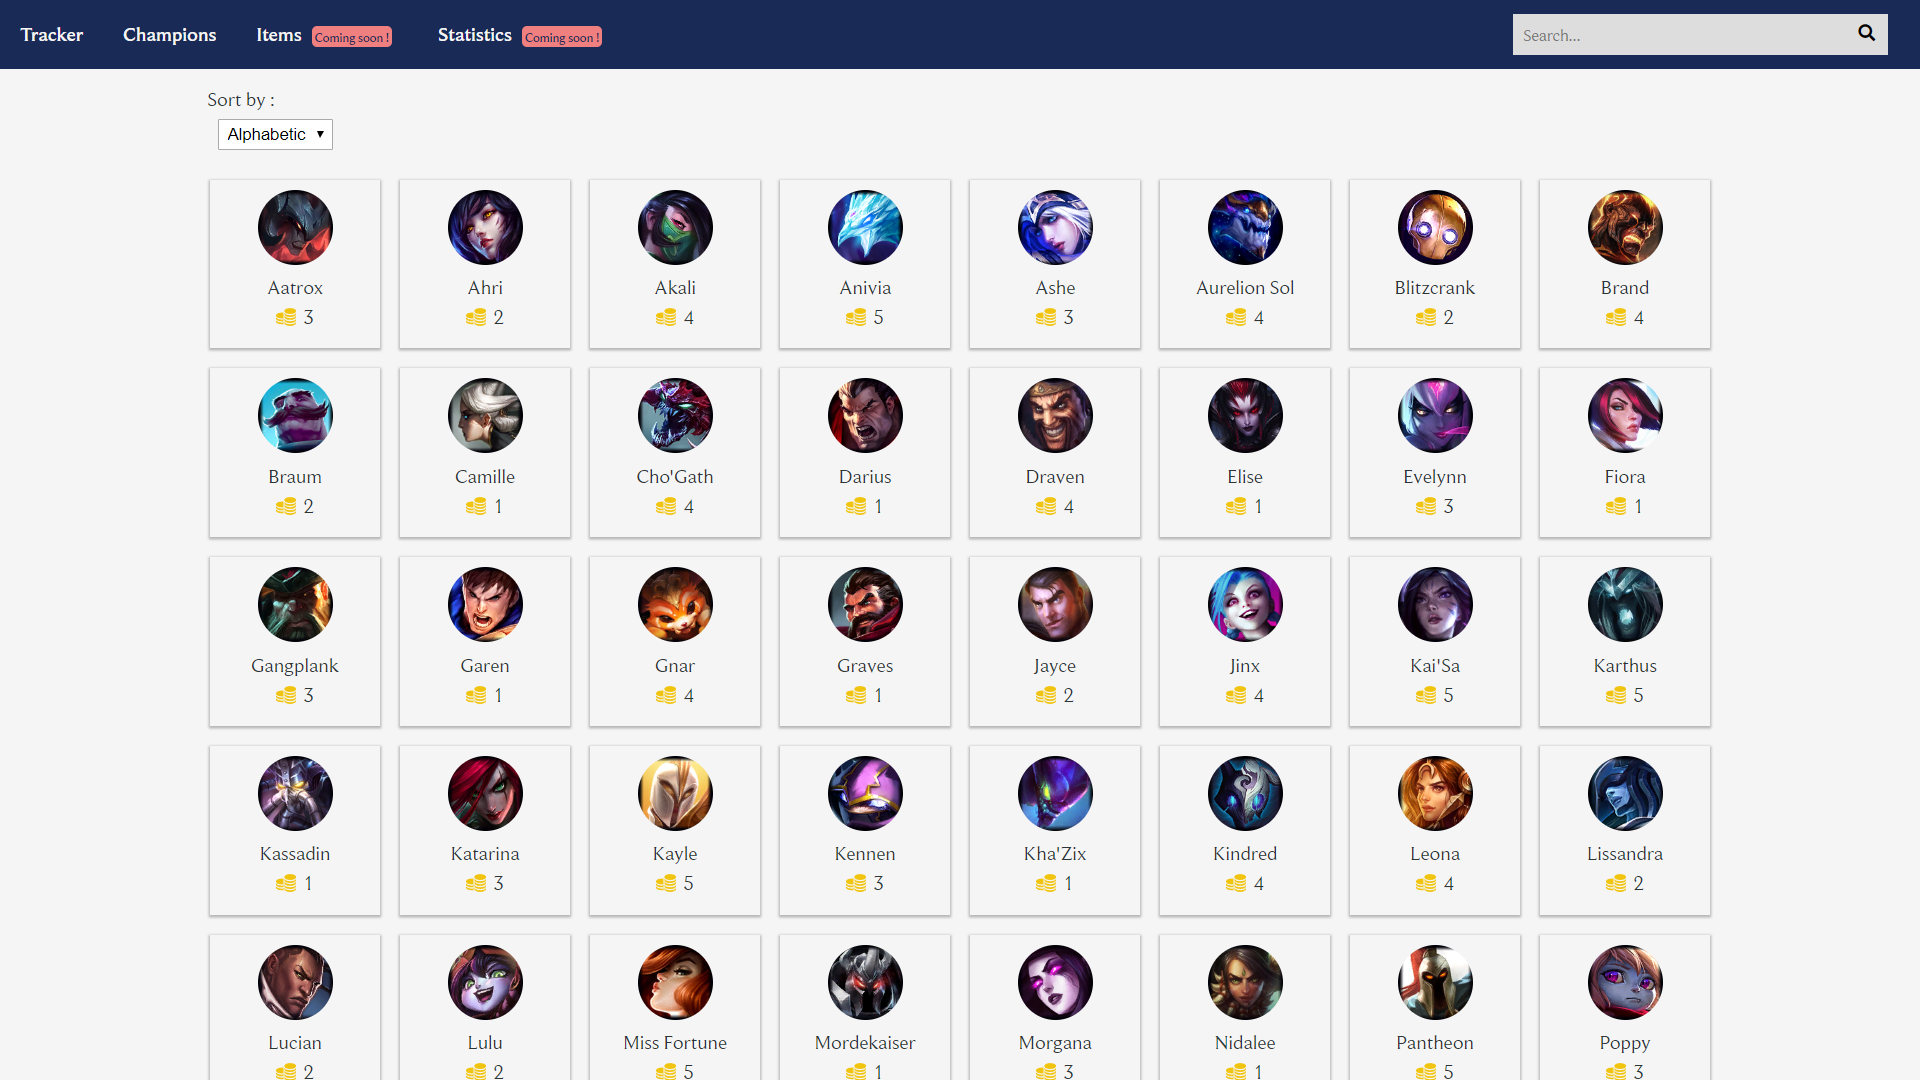 Tracker Champions Items Coming soon ! Statistics Coming soon ! Search...
Sort by :
Alphabetic
Aatrox Ahri Akali Anivia Ashe Aurelion Sol Blitzcrank Brand
3 2 4 5 3 4 2 4
Braum Camille Cho'Gath Darius Draven Elise Evelynn Fiora
2 1 4 1 4 1 3 1
Gangplank Garen Gnar Graves Jayce Jinx Kai'Sa Karthus
3 1 4 1 2 4 5 5
Kassadin Katarina Kayle Kennen Kha'Zix Kindred Leona Lissandra
1 3 5 3 1 4 4 2
Lucian Lulu Miss Fortune Mordekaiser Morgana Nidalee Pantheon Poppy
2 2 5 1 3 1 5 3